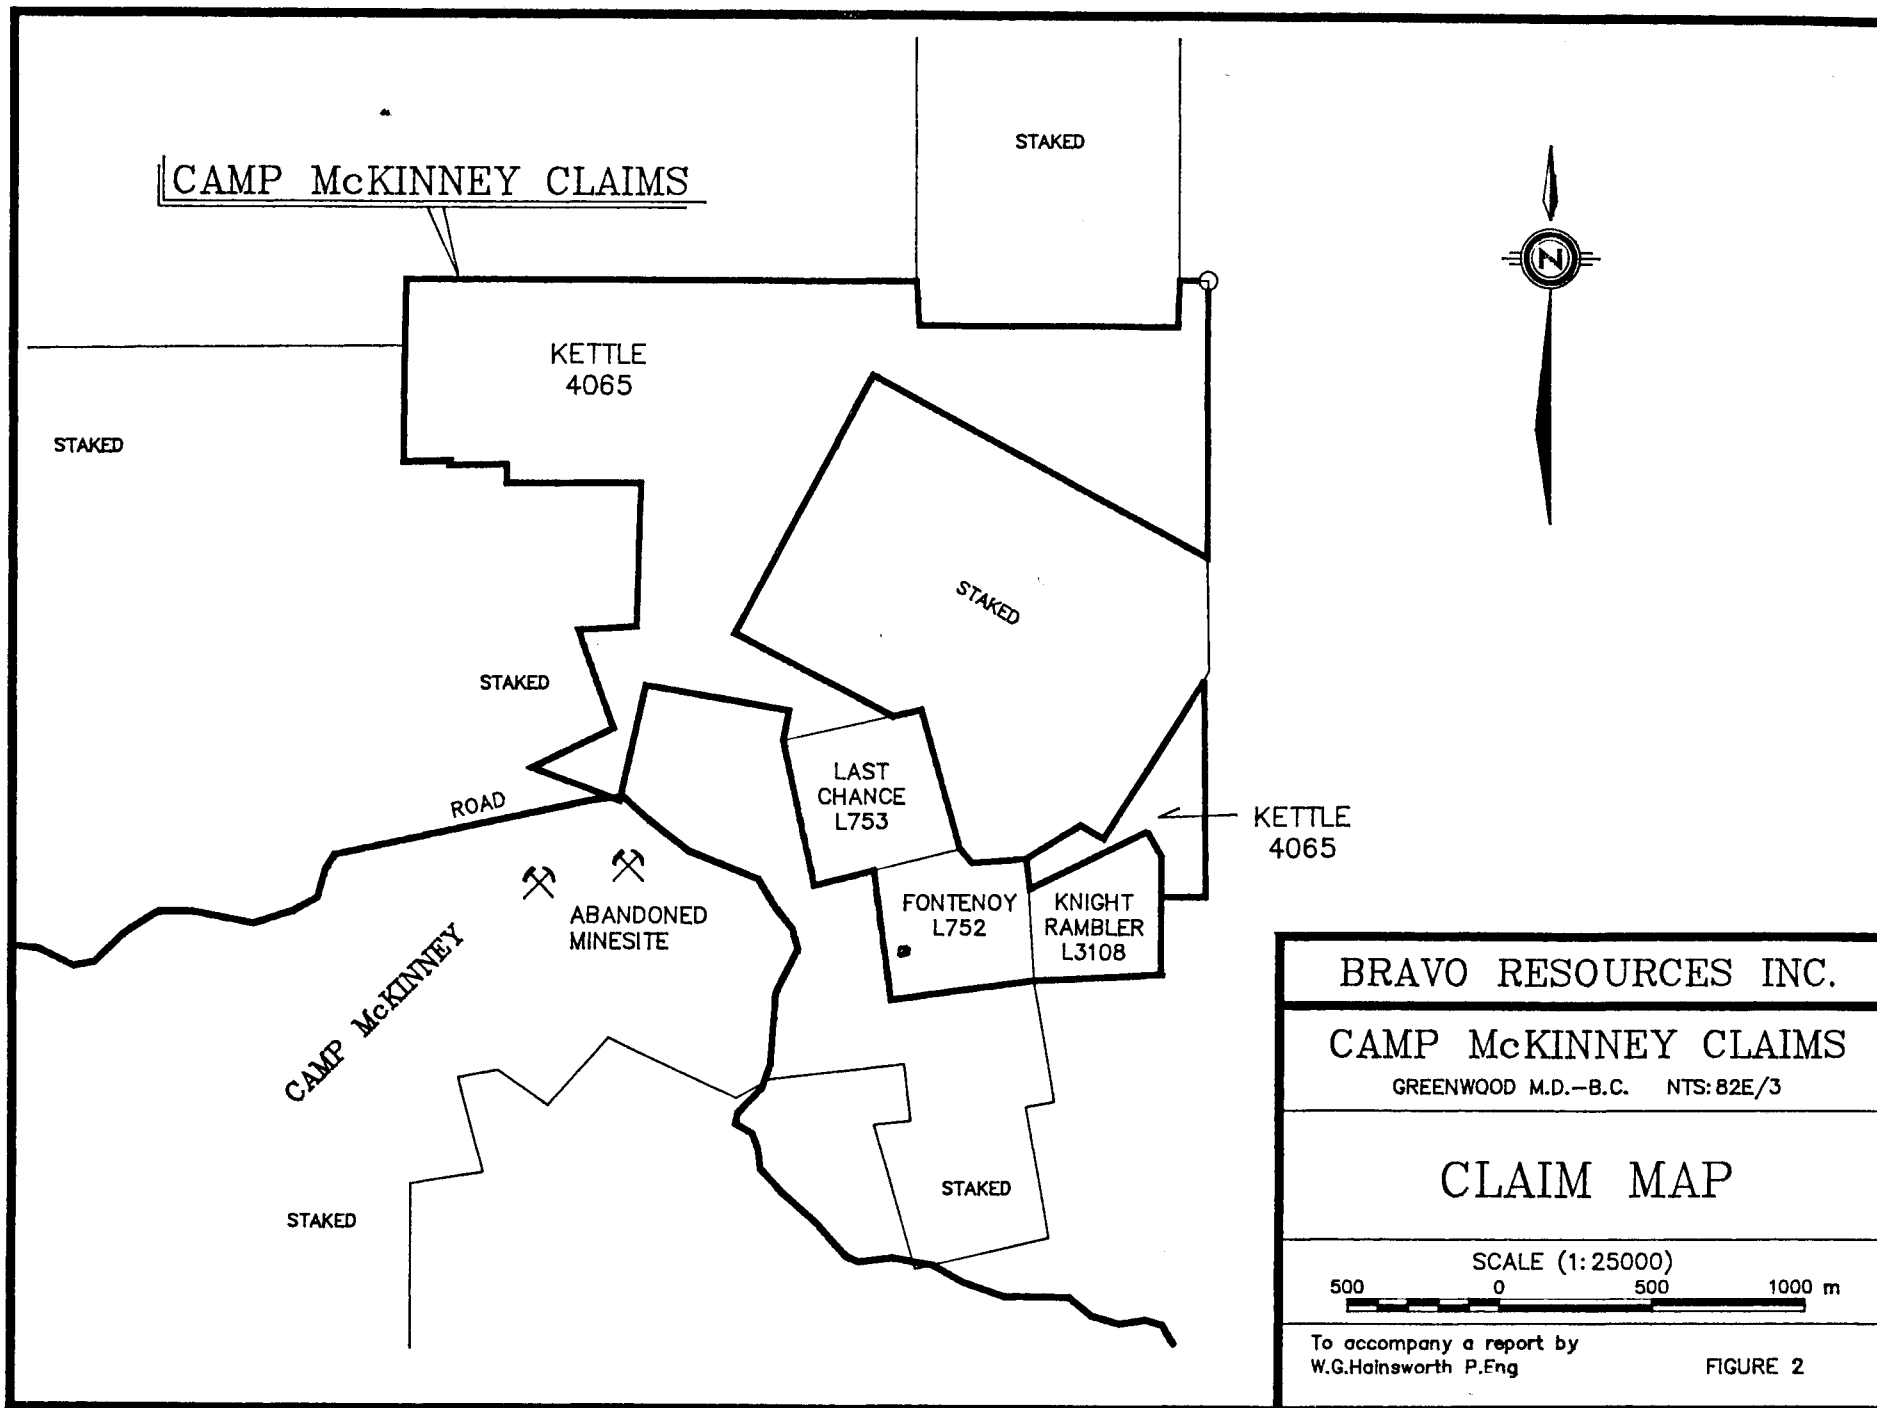 STAKED
CAMP McKINNEY CLAIMS
N
KETTLE
4065
STAKED
STAKED
STAKED
LAST
CHANCE
L753
ROAD
KETTLE
4065
ABANDONED
MINESITE
FONTENOY
L752
KNIGHT
RAMBLER
L3108
CAMP McKINNEY
STAKED
STAKED
BRAVO RESOURCES INC.
CAMP McKINNEY CLAIMS
GREENWOOD M.D.-B.C. NTS: 82E/3
CLAIM MAP
SCALE (1:25000)
500 0 500 1000 m
To accompany a report by
W.G.Hainsworth P.Eng
FIGURE 2